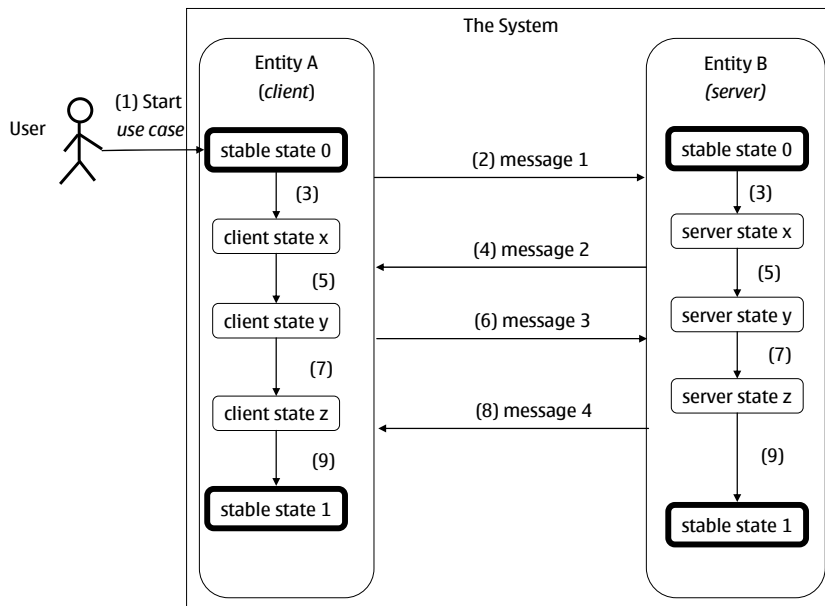 The System
Entity A
(client)
Entity B
(server)
(1) Start
use case
User
stable state 0
stable state 0
(2) message 1
(3)
(3)
client state x
server state x
(4) message 2
(5)
(5)
client state y
server state y
(6) message 3
(7)
(7)
client state z
server state z
(8) message 4
(9)
(9)
stable state 1
stable state 1